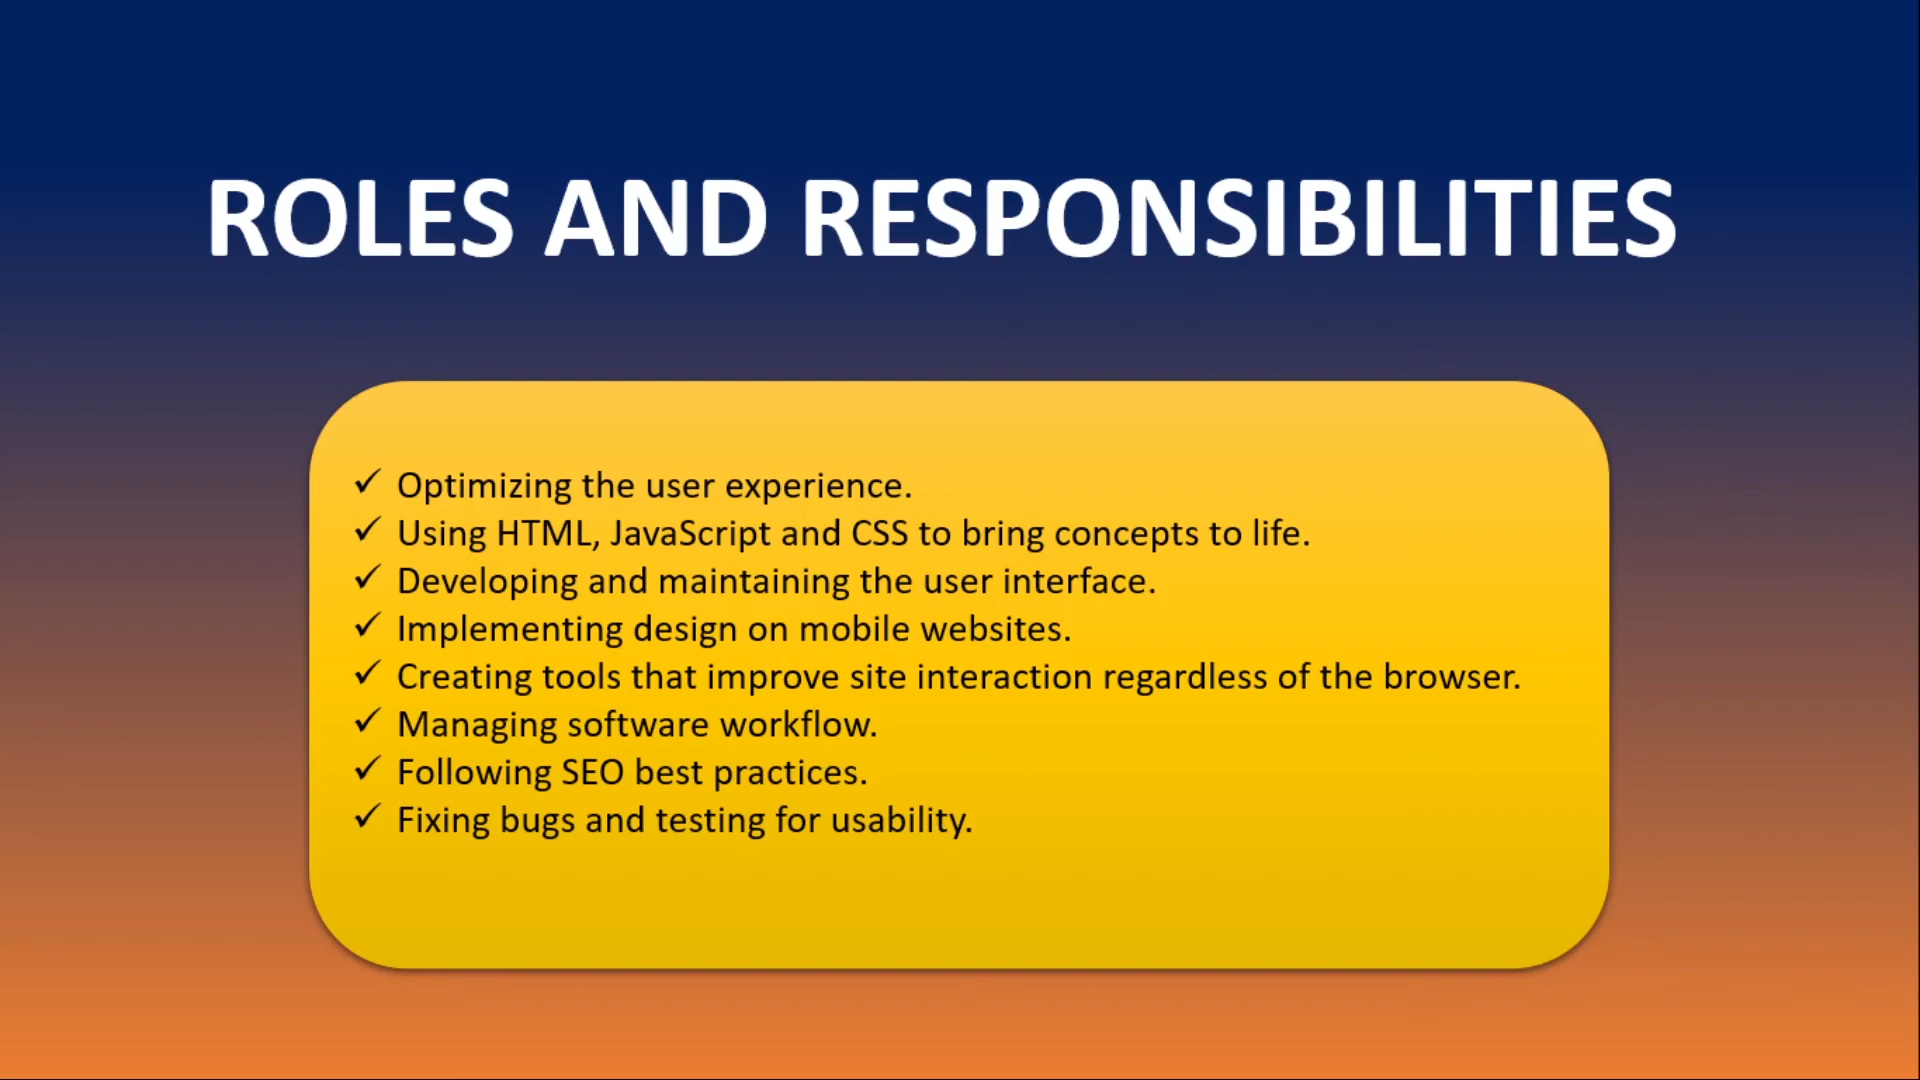 ROLES AND RESPONSIBILITIES
✓ Optimizing the user experience.
✓ Using HTML, JavaScript and CSS to bring concepts to life.
✓ Developing and maintaining the user interface.
✓ Implementing design on mobile websites.
✓ Creating tools that improve site interaction regardless of the browser.
✓ Managing software workflow.
✓ Following SEO best practices.
✓ Fixing bugs and testing for usability.